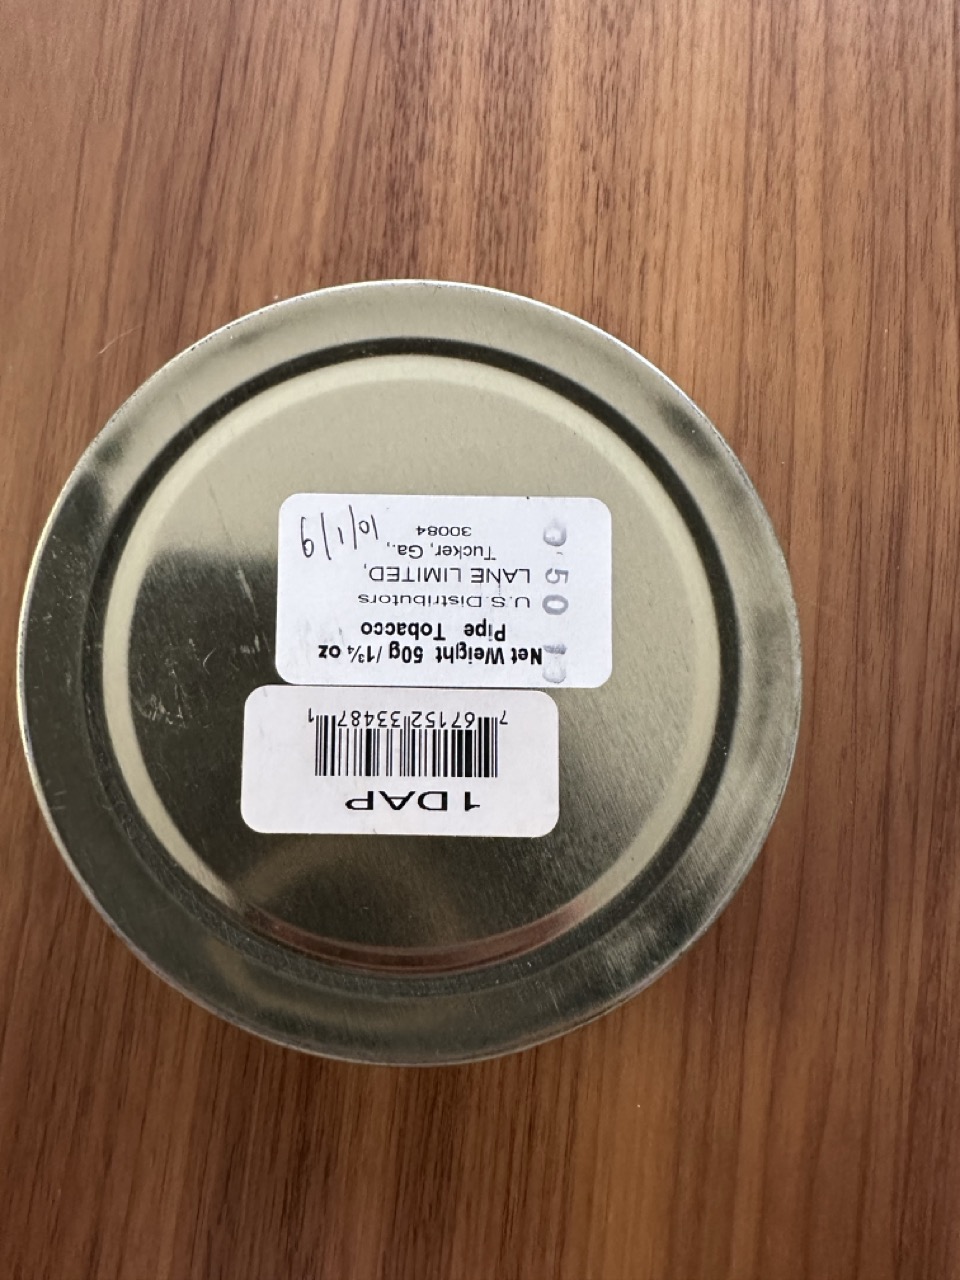 1 DAP
7 67152 33487 1
Net Weight 50g/1¾ oz
Pipe Tobacco
U.S.Distributors
LANE LIMITED,
Tucker, Ga.,
30084
10/1/19